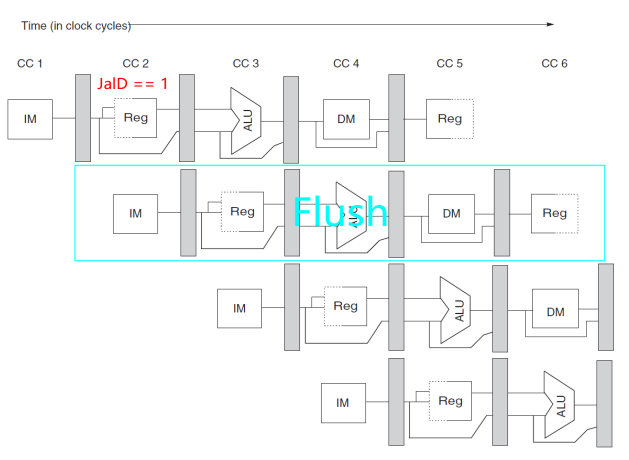 Time (in clock cycles)
CC 1 CC 2 CC 3 CC 4 CC 5 CC 6
JalD == 1
IM Reg ALU DM Reg
IM Reg Flush ALU DM Reg
IM Reg ALU DM
IM Reg ALU